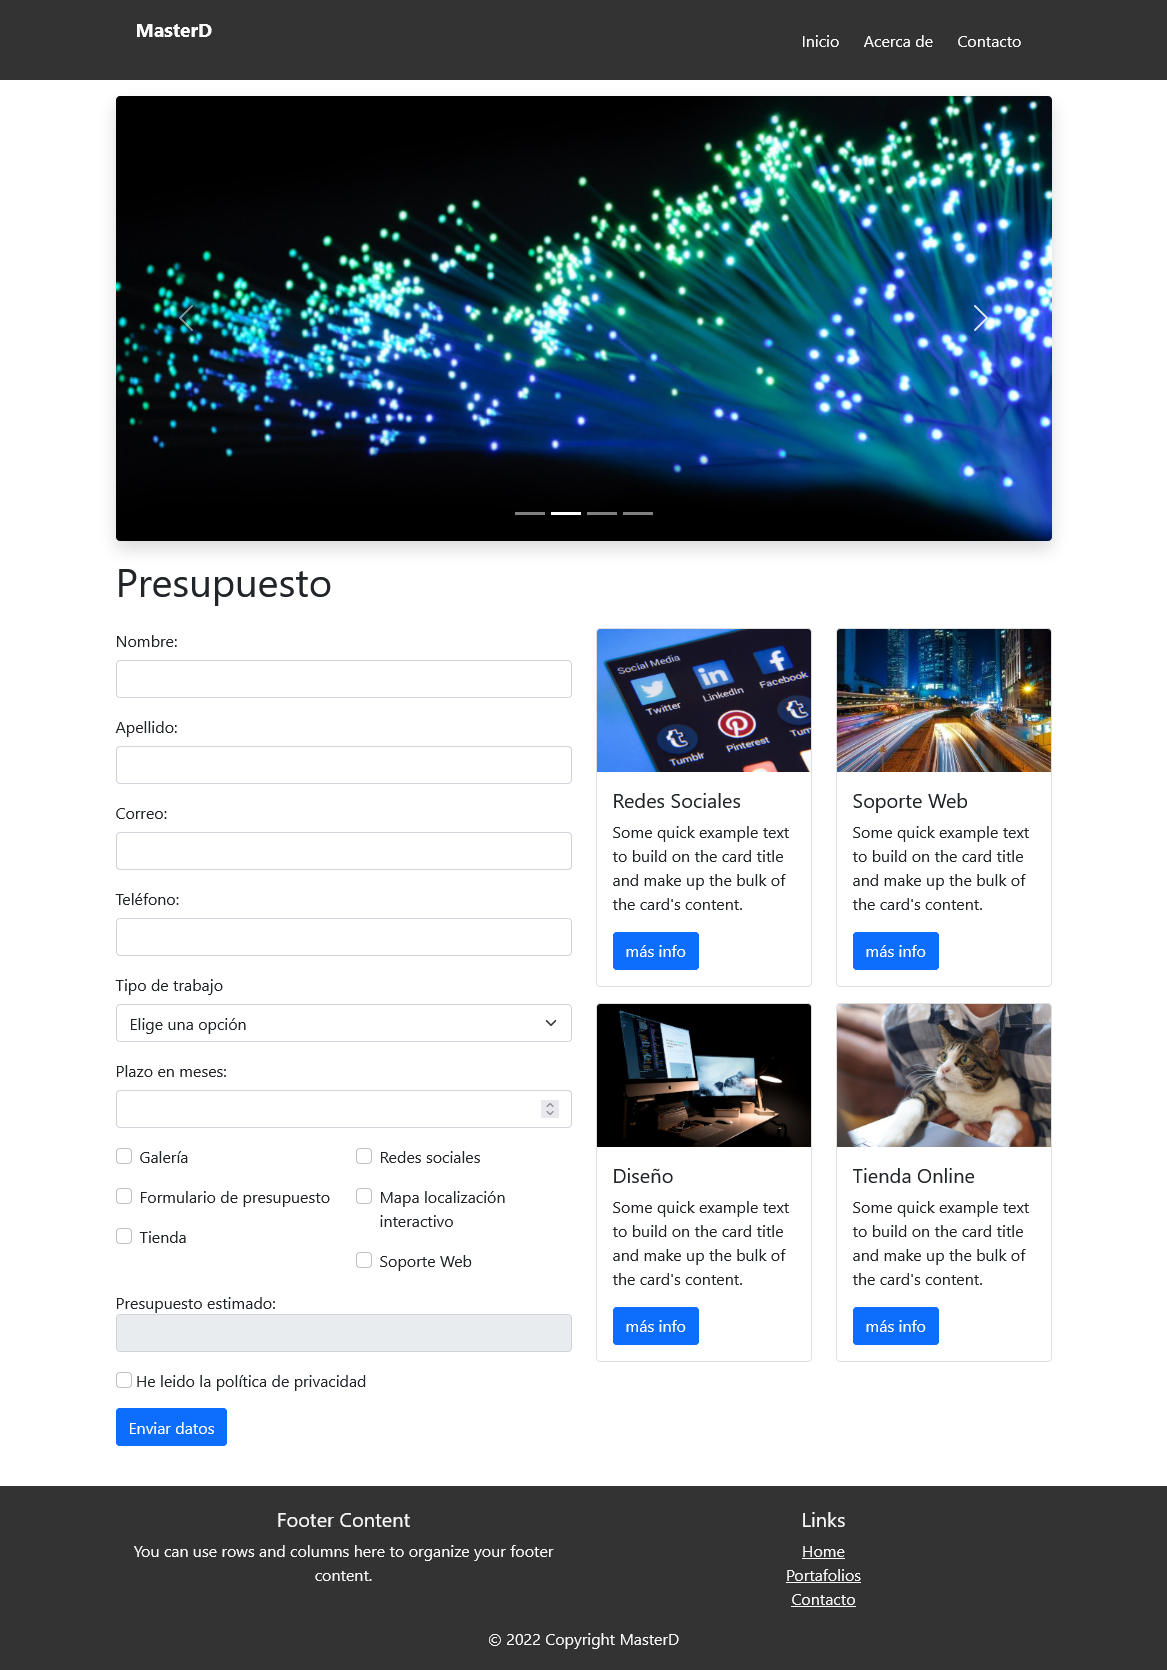 MasterD
Inicio Acerca de Contacto
Presupuesto
Nombre:
Apellido:
Correo:
Teléfono:
Tipo de trabajo
Elige una opción
Plazo en meses:
Galería
Formulario de presupuesto
Tienda
Redes sociales
Mapa localización
interactivo
Soporte Web
Presupuesto estimado:
He leido la política de privacidad
Enviar datos
Social Media
Twitter
LinkedIn
Facebook
Tumblr
Pinterest
Redes Sociales
Some quick example text
to build on the card title
and make up the bulk of
the card's content.
más info
Soporte Web
Some quick example text
to build on the card title
and make up the bulk of
the card's content.
más info
Diseño
Some quick example text
to build on the card title
and make up the bulk of
the card's content.
más info
Tienda Online
Some quick example text
to build on the card title
and make up the bulk of
the card's content.
más info
Footer Content
You can use rows and columns here to organize your footer
content.
Links
Home
Portafolios
Contacto
© 2022 Copyright MasterD